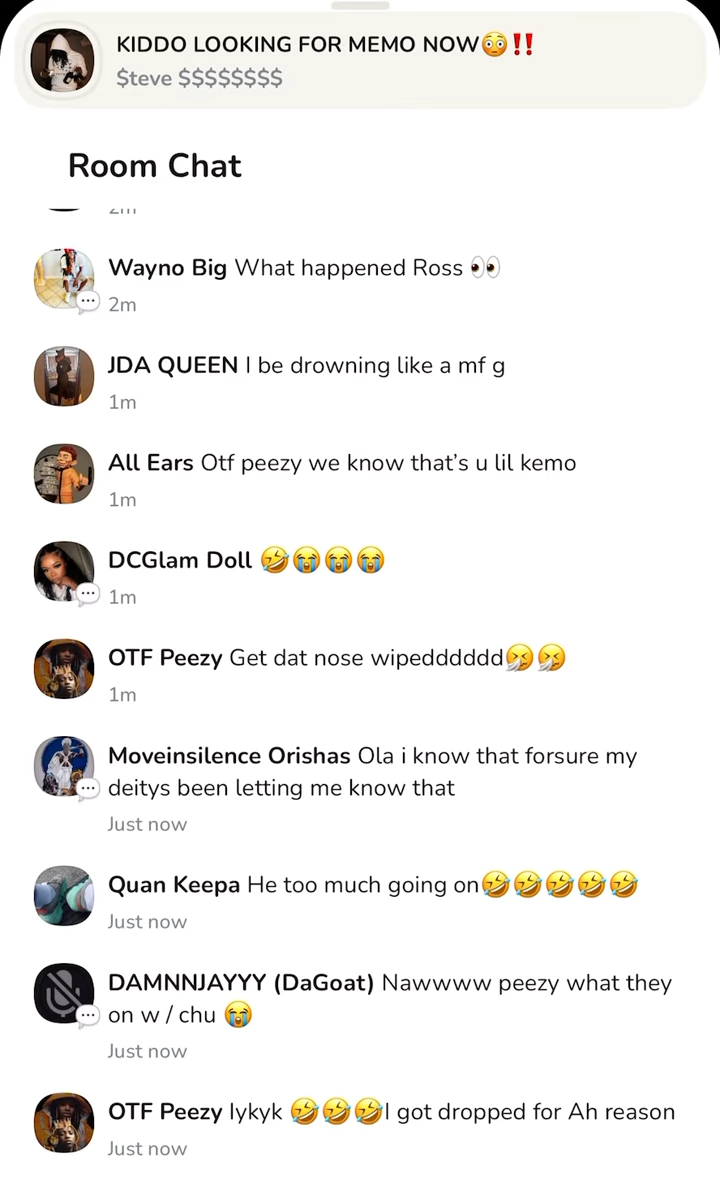 KIDDO LOOKING FOR MEMO NOW😳‼️
$teve $$$$$$$$
Room Chat
2m
Wayno Big What happened Ross 👀
2m
JDA QUEEN I be drowning like a mf g
1m
All Ears Otf peezy we know that’s u lil kemo
1m
DCGlam Doll 🤣😭😭😭
1m
OTF Peezy Get dat nose wipedddddd🤧🤧
1m
Moveinsilence Orishas Ola i know that forsure my
deitys been letting me know that
Just now
Quan Keepa He too much going on🤣🤣🤣🤣🤣
Just now
DAMNNJAYYY (DaGoat) Nawwww peezy what they
on w / chu 😭
Just now
OTF Peezy Iykyk 🤣🤣🤣I got dropped for Ah reason
Just now